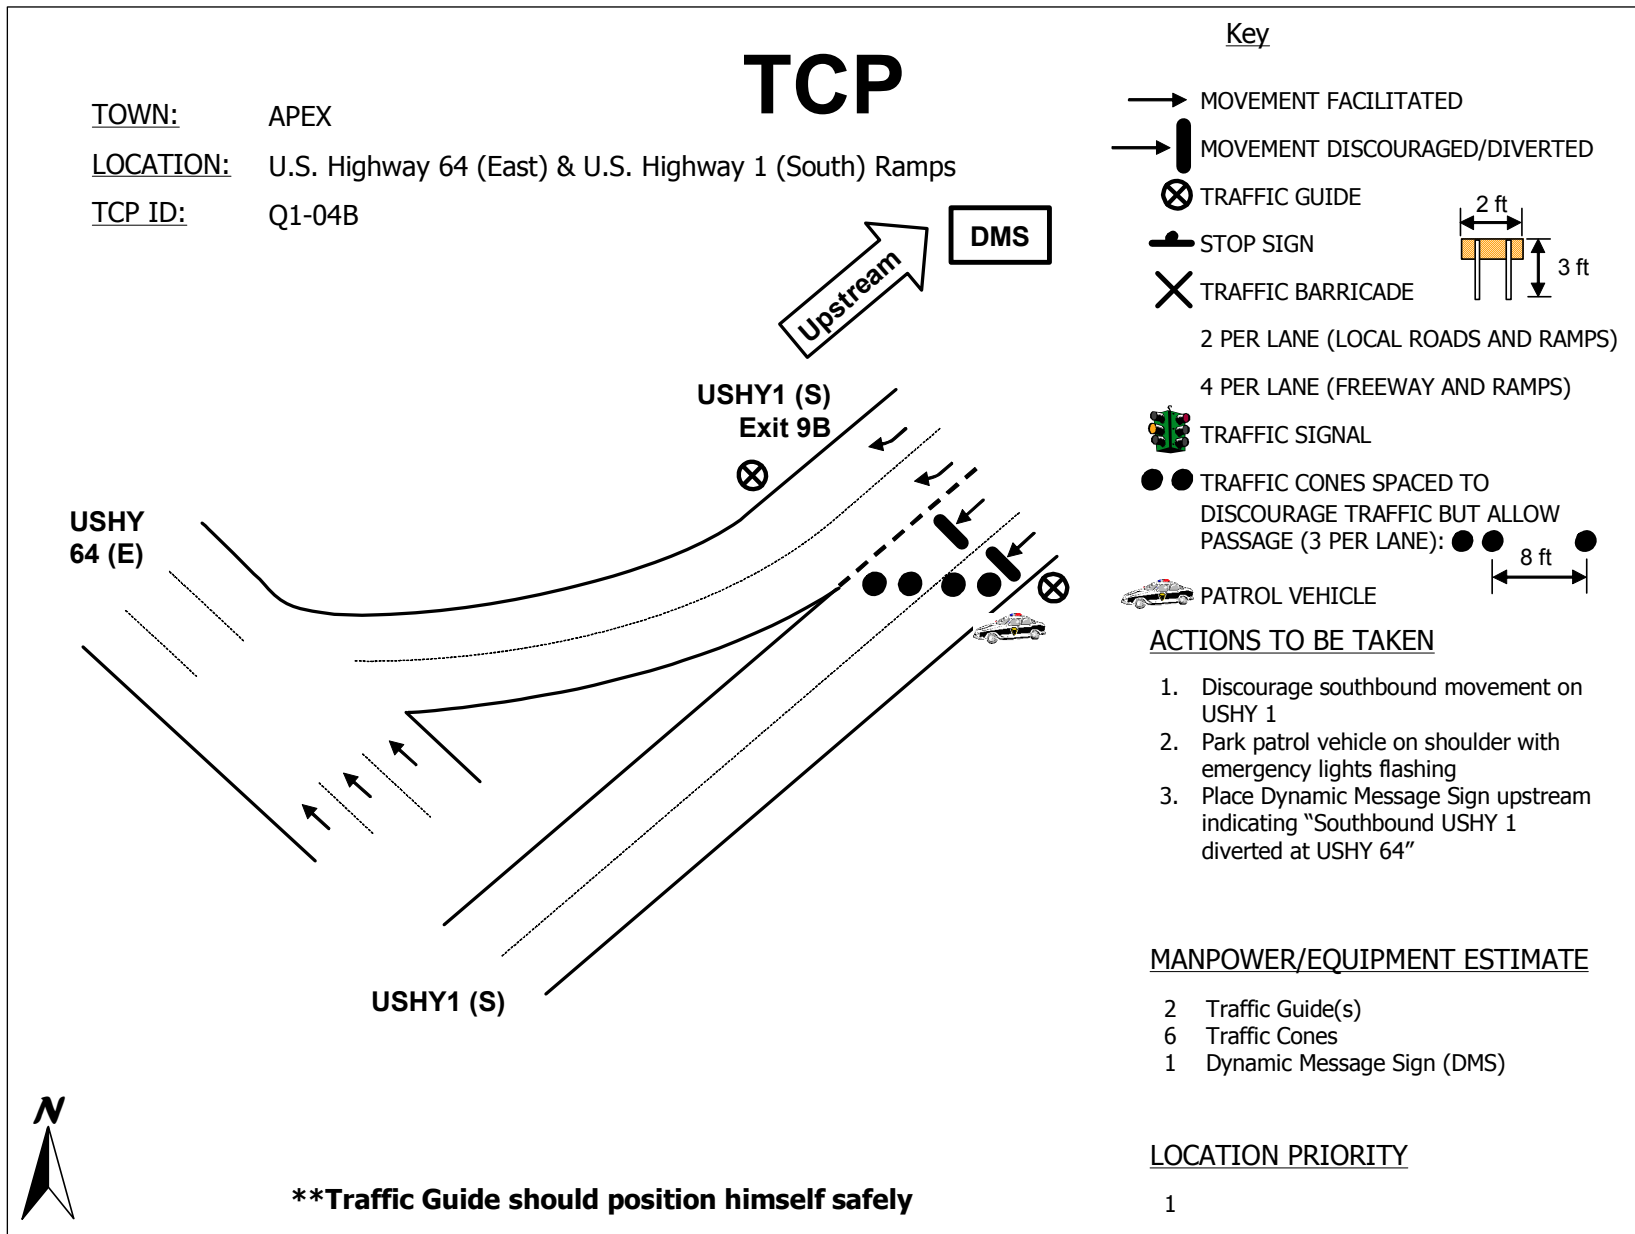 TCP
TOWN: APEX
LOCATION: U.S. Highway 64 (East) & U.S. Highway 1 (South) Ramps
TCP ID: Q1-04B
DMS
Upstream
USHY1 (S)
Exit 9B
USHY
64 (E)
USHY1 (S)
N
**Traffic Guide should position himself safely
Key
MOVEMENT FACILITATED
MOVEMENT DISCOURAGED/DIVERTED
TRAFFIC GUIDE
STOP SIGN
TRAFFIC BARRICADE
2 ft
3 ft
2 PER LANE (LOCAL ROADS AND RAMPS)
4 PER LANE (FREEWAY AND RAMPS)
TRAFFIC SIGNAL
TRAFFIC CONES SPACED TO
DISCOURAGE TRAFFIC BUT ALLOW
PASSAGE (3 PER LANE):
8 ft
PATROL VEHICLE
ACTIONS TO BE TAKEN
1. Discourage southbound movement on
USHY 1
2. Park patrol vehicle on shoulder with
emergency lights flashing
3. Place Dynamic Message Sign upstream
indicating “Southbound USHY 1
diverted at USHY 64”
MANPOWER/EQUIPMENT ESTIMATE
2 Traffic Guide(s)
6 Traffic Cones
1 Dynamic Message Sign (DMS)
LOCATION PRIORITY
1